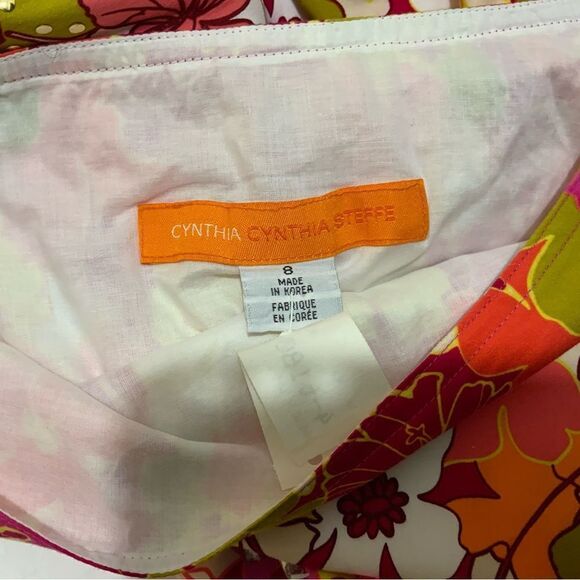 CYNTHIA CYNTHIA STEFFE
8
MADE
IN KOREA
FABRIQUE
EN CORÉE